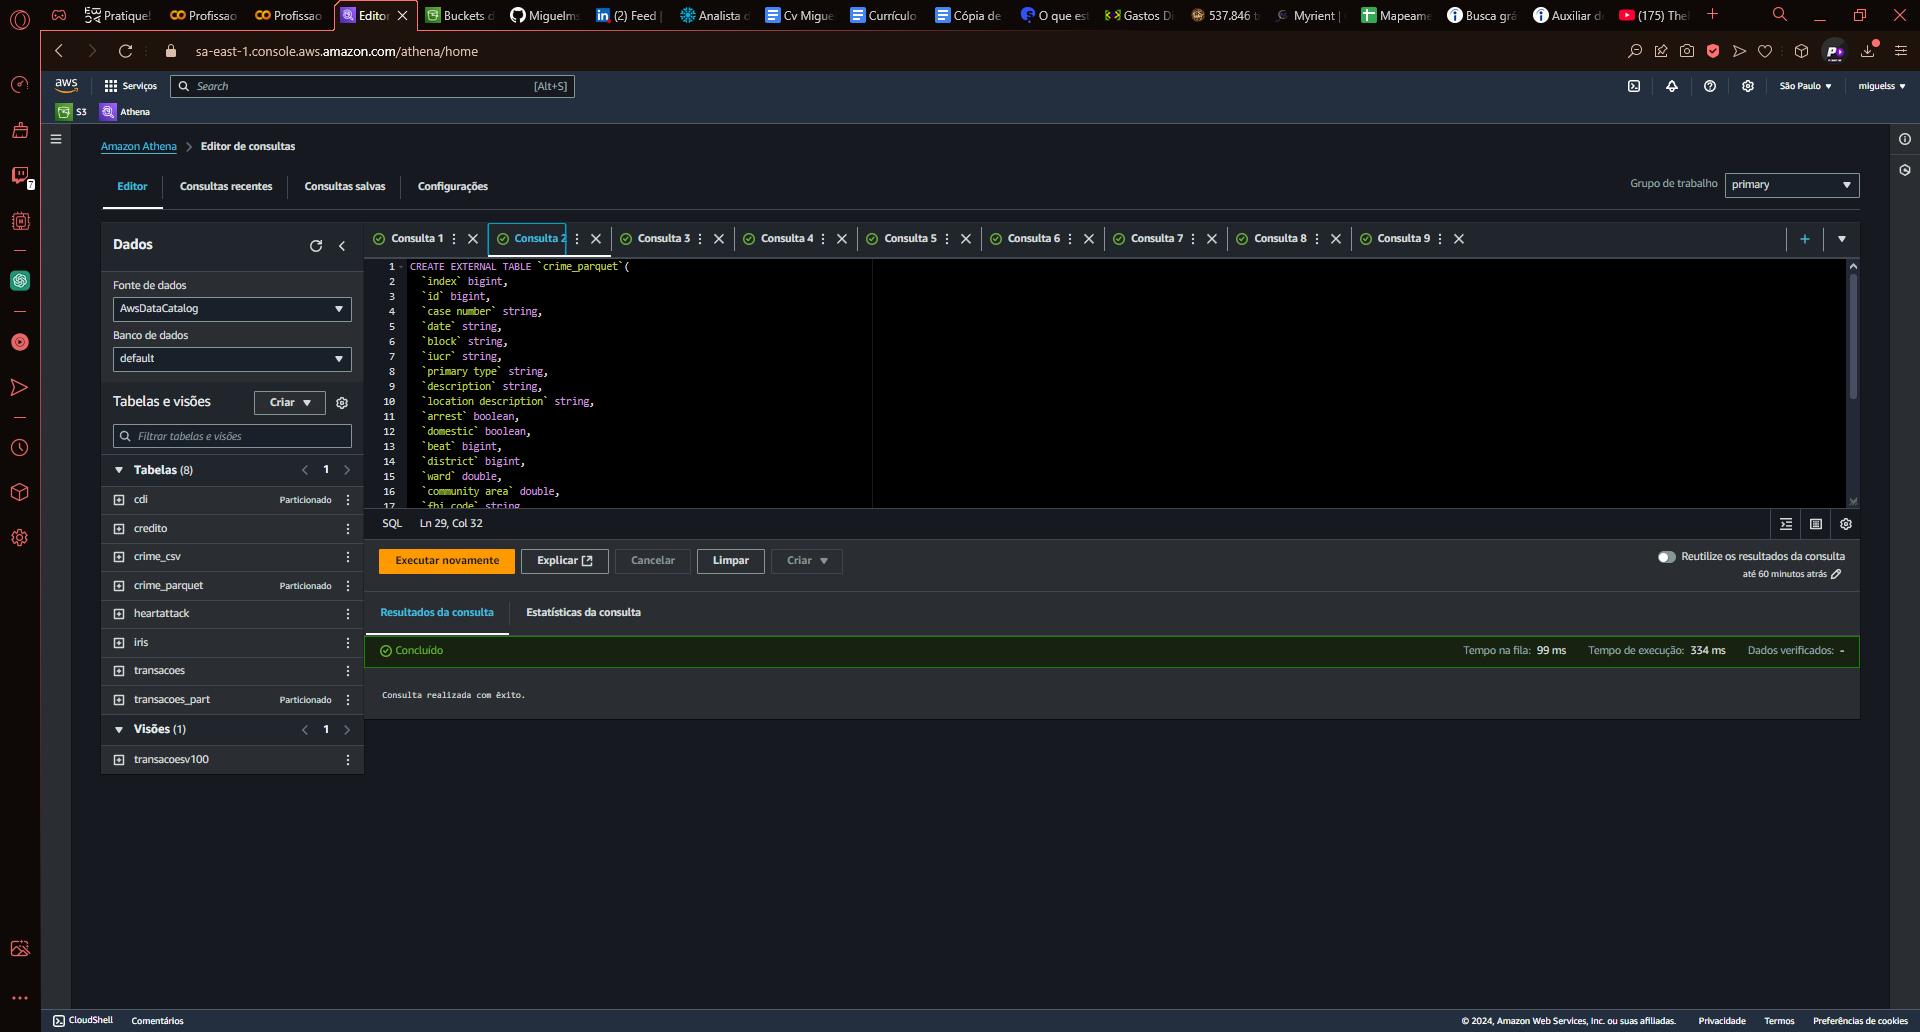 Pratique!
Profissao
Profissao
Editor
Buckets d
Miguelms
(2) Feed |
Analista d
Cv Migue
Currículo
Cópia de
O que es
Gastos Di
537.846 t
Myrient |
Mapeame
Busca grá
Auxiliar de
(175) The
sa-east-1.console.aws.amazon.com/athena/home
aws
Serviços
Search
[Alt+S]
São Paulo
miguelss
S3
Athena
7
Amazon Athena
Editor de consultas
Editor
Consultas recentes
Consultas salvas
Configurações
Grupo de trabalho
primary
Dados
Fonte de dados
AwsDataCatalog
Banco de dados
default
Tabelas e visões
Criar
Filtrar tabelas e visões
Tabelas (8)
1
cdi
Particionado
credito
crime_csv
crime_parquet
Particionado
heartattack
iris
transacoes
transacoes_part
Particionado
Visões (1)
1
transacoesv100
Consulta 1
Consulta 2
Consulta 3
Consulta 4
Consulta 5
Consulta 6
Consulta 7
Consulta 8
Consulta 9
1 CREATE EXTERNAL TABLE `crime_parquet`(
2 `index` bigint,
3 `id` bigint,
4 `case number` string,
5 `date` string,
6 `block` string,
7 `iucr` string,
8 `primary type` string,
9 `description` string,
10 `location description` string,
11 `arrest` boolean,
12 `domestic` boolean,
13 `beat` bigint,
14 `district` bigint,
15 `ward` double,
16 `community area` double,
17 `fbi code` string
SQL
Ln 29, Col 32
Executar novamente
Explicar
Cancelar
Limpar
Criar
Reutilize os resultados da consulta
até 60 minutos atrás
Resultados da consulta
Estatísticas da consulta
Concluído
Tempo na fila: 99 ms
Tempo de execução: 334 ms
Dados verificados: -
Consulta realizada com êxito.
CloudShell
Comentários
© 2024, Amazon Web Services, Inc. ou suas afiliadas.
Privacidade
Termos
Preferências de cookies